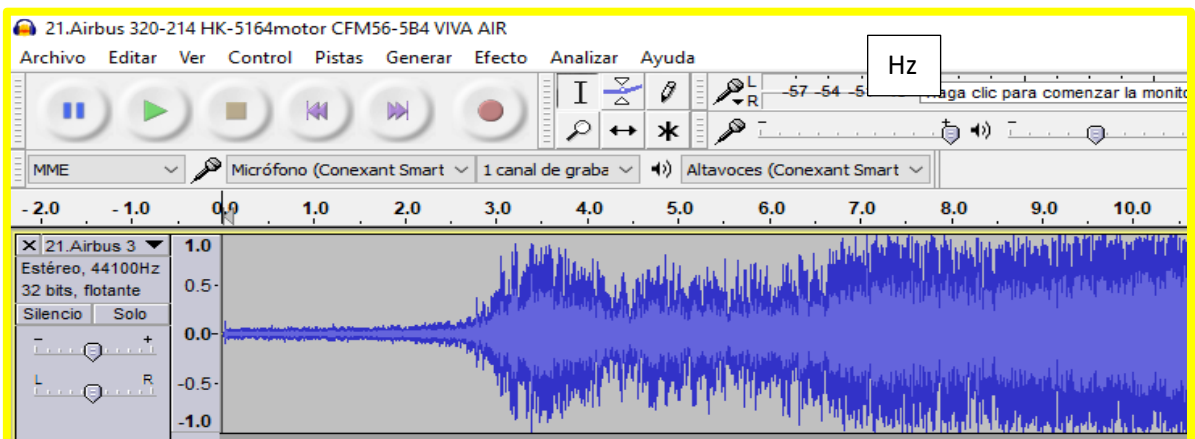 21.Airbus 320-214 HK-5164motor CFM56-5B4 VIVA AIR
Archivo Editar Ver Control Pistas Generar Efecto Analizar Ayuda
Hz
L
R
-57 -54
Haga clic para comenzar la monito
MME
Micrófono (Conexant Smart
1 canal de graba
Altavoces (Conexant Smart
- 2.0 - 1.0 0.0 1.0 2.0 3.0 4.0 5.0 6.0 7.0 8.0 9.0 10.0
X 21.Airbus 3
Estéreo, 44100Hz
32 bits, flotante
Silencio Solo
- +
L R
1.0
0.5-
0.0-
-0.5-
-1.0